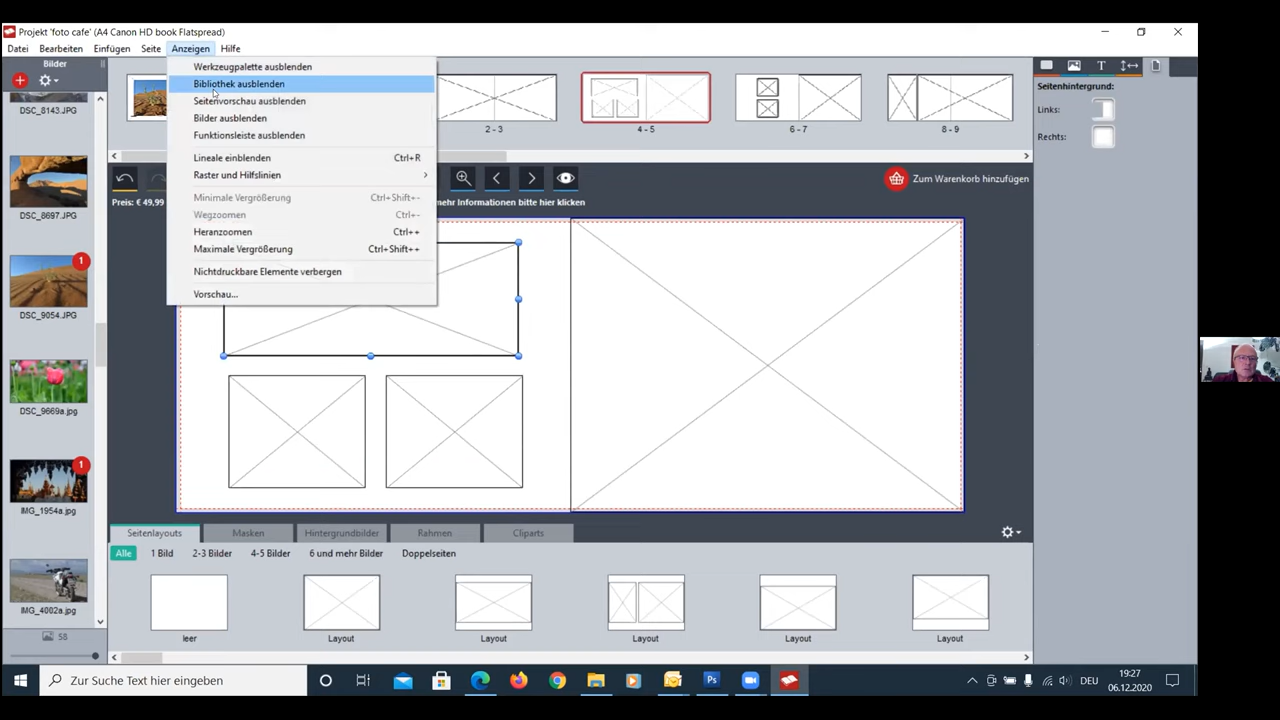 Projekt 'foto cafe' (A4 Canon HD book Flatspread)
Datei Bearbeiten Einfügen Seite Anzeigen Hilfe
Bilder
DSC_8143.JPG
DSC_8697.JPG
1
DSC_9054.JPG
DSC_9669a.jpg
1
IMG_1954a.jpg
IMG_4002a.jpg
58
Werkzeugpalette ausblenden
Bibliothek ausblenden
Seitenvorschau ausblenden
Bilder ausblenden
Funktionsleiste ausblenden
Lineale einblenden Ctrl+R
Raster und Hilfslinien
Minimale Vergrößerung Ctrl+Shift+-
Wegzoomen Ctrl+-
Heranzoomen Ctrl++
Maximale Vergrößerung Ctrl+Shift++
Nichtdruckbare Elemente verbergen
Vorschau...
2 - 3 4 - 5 6 - 7 8 - 9
Zum Warenkorb hinzufügen
Preis: € 49,99 mehr Informationen bitte hier klicken
T
Seitenhintergrund:
Links:
Rechts:
Seitenlayouts Masken Hintergrundbilder Rahmen Cliparts
Alle 1 Bild 2-3 Bilder 4-5 Bilder 6 und mehr Bilder Doppelseiten
leer Layout Layout Layout Layout Layout
Zur Suche Text hier eingeben
Ps
DEU
19:27
06.12.2020